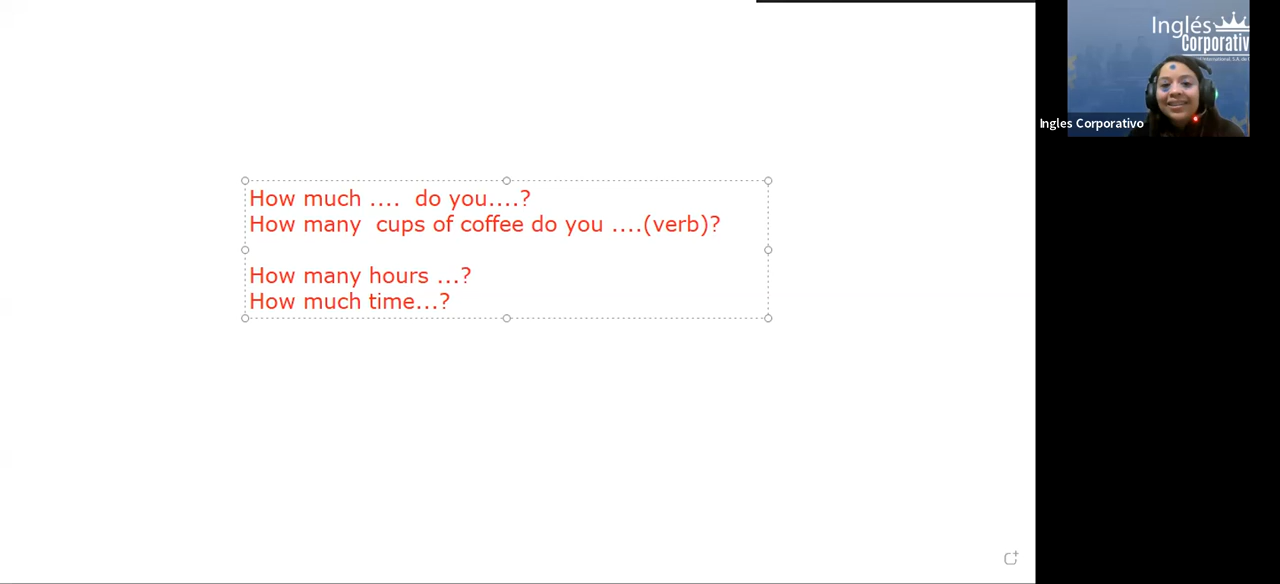 How much .... do you....?
How many cups of coffee do you ....(verb)?
How many hours ...?
How much time...?
Inglés
Corporativ
Ingles Corporativo